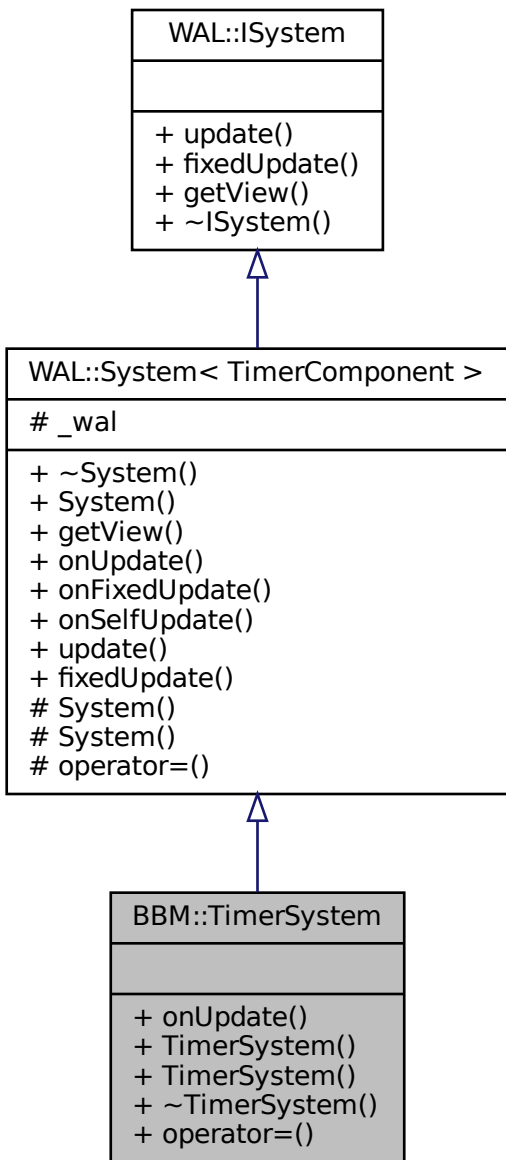 WAL::ISystem
+ update()
+ fixedUpdate()
+ getView()
+ ~ISystem()
WAL::System< TimerComponent >
# _wal
+ ~System()
+ System()
+ getView()
+ onUpdate()
+ onFixedUpdate()
+ onSelfUpdate()
+ update()
+ fixedUpdate()
# System()
# System()
# operator=()
BBM::TimerSystem
+ onUpdate()
+ TimerSystem()
+ TimerSystem()
+ ~TimerSystem()
+ operator=()